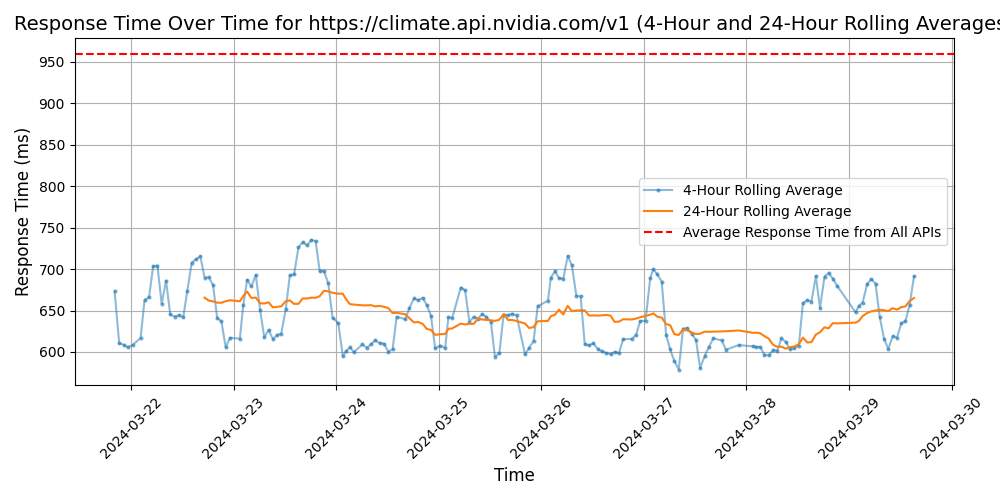 Response Time Over Time for https://climate.api.nvidia.com/v1 (4-Hour and 24-Hour Rolling Averages
Response Time (ms)
950
900
850
800
750
700
650
600
4-Hour Rolling Average
24-Hour Rolling Average
Average Response Time from All APIs
2024-03-22
2024-03-23
2024-03-24
2024-03-25
2024-03-26
2024-03-27
2024-03-28
2024-03-29
2024-03-30
Time